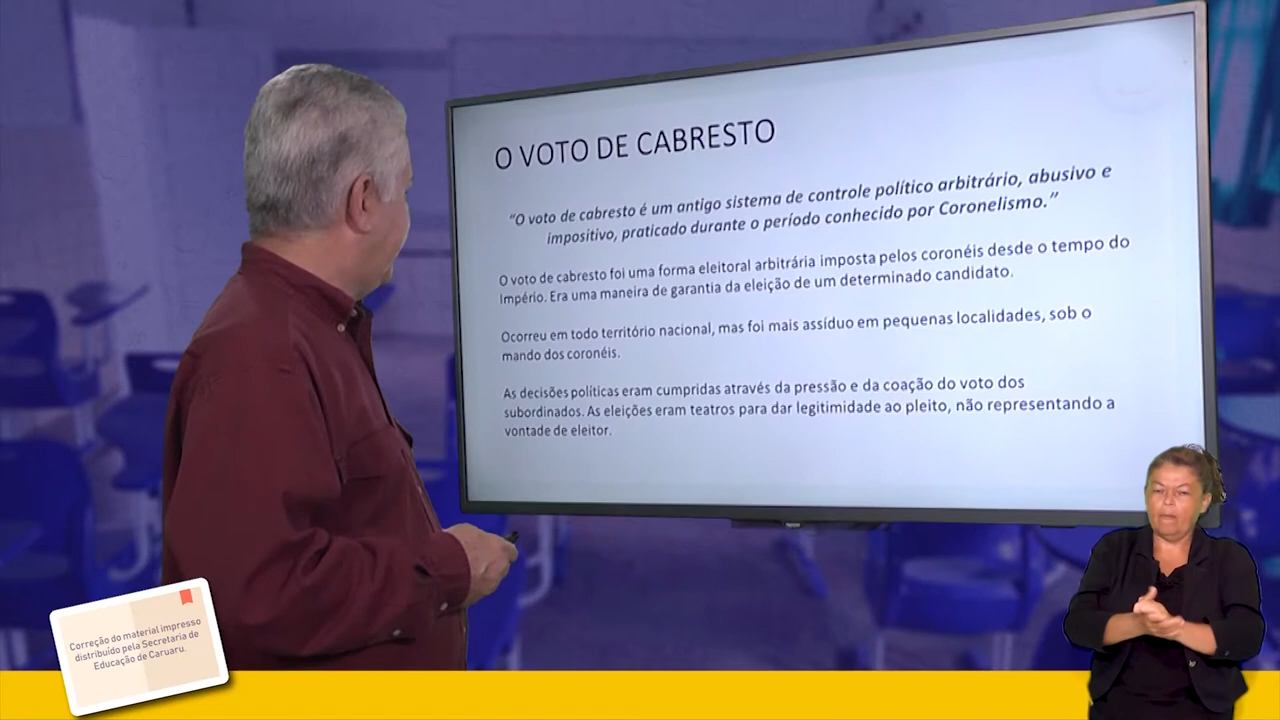 O VOTO DE CABRESTO
“O voto de cabresto é um antigo sistema de controle político arbitrário, abusivo e
impositivo, praticado durante o período conhecido por Coronelismo.”
O voto de cabresto foi uma forma eleitoral arbitrária imposta pelos coronéis desde o tempo do
Império. Era uma maneira de garantia da eleição de um determinado candidato.
Ocorreu em todo território nacional, mas foi mais assíduo em pequenas localidades, sob o
mando dos coronéis.
As decisões políticas eram cumpridas através da pressão e da coação do voto dos
subordinados. As eleições eram teatros para dar legitimidade ao pleito, não representando a
vontade de eleitor.
Correção do material impresso
distribuído pela Secretaria de
Educação de Caruaru.